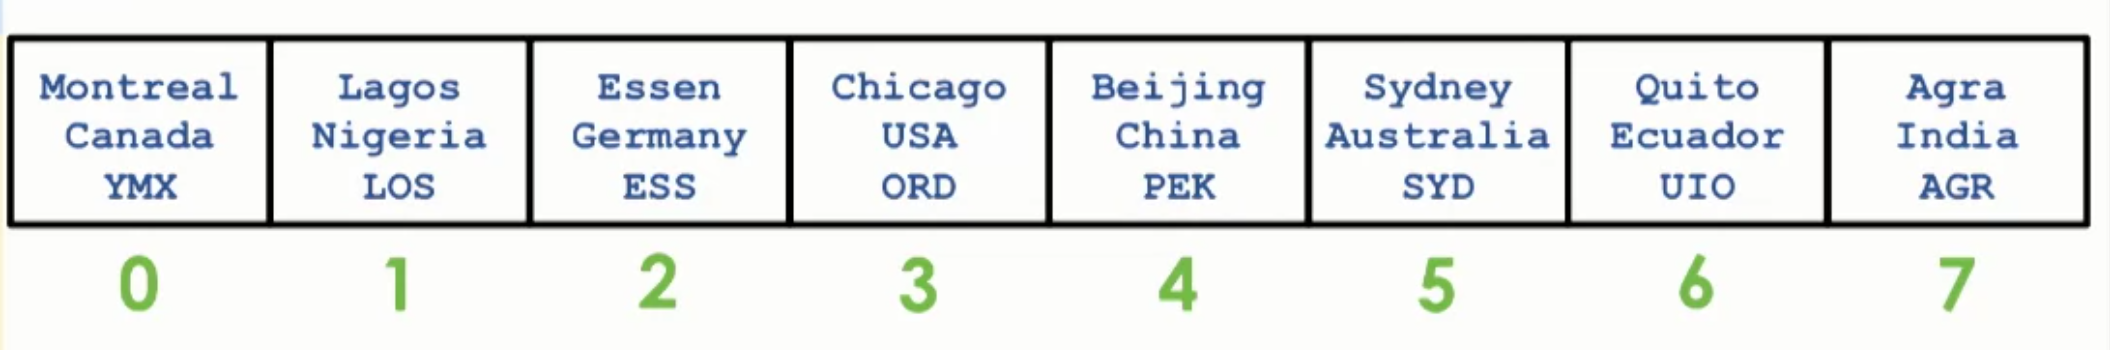 Montreal
Canada
YMX
Lagos
Nigeria
LOS
Essen
Germany
ESS
Chicago
USA
ORD
Beijing
China
PEK
Sydney
Australia
SYD
Quito
Ecuador
UIO
Agra
India
AGR
0 1 2 3 4 5 6 7